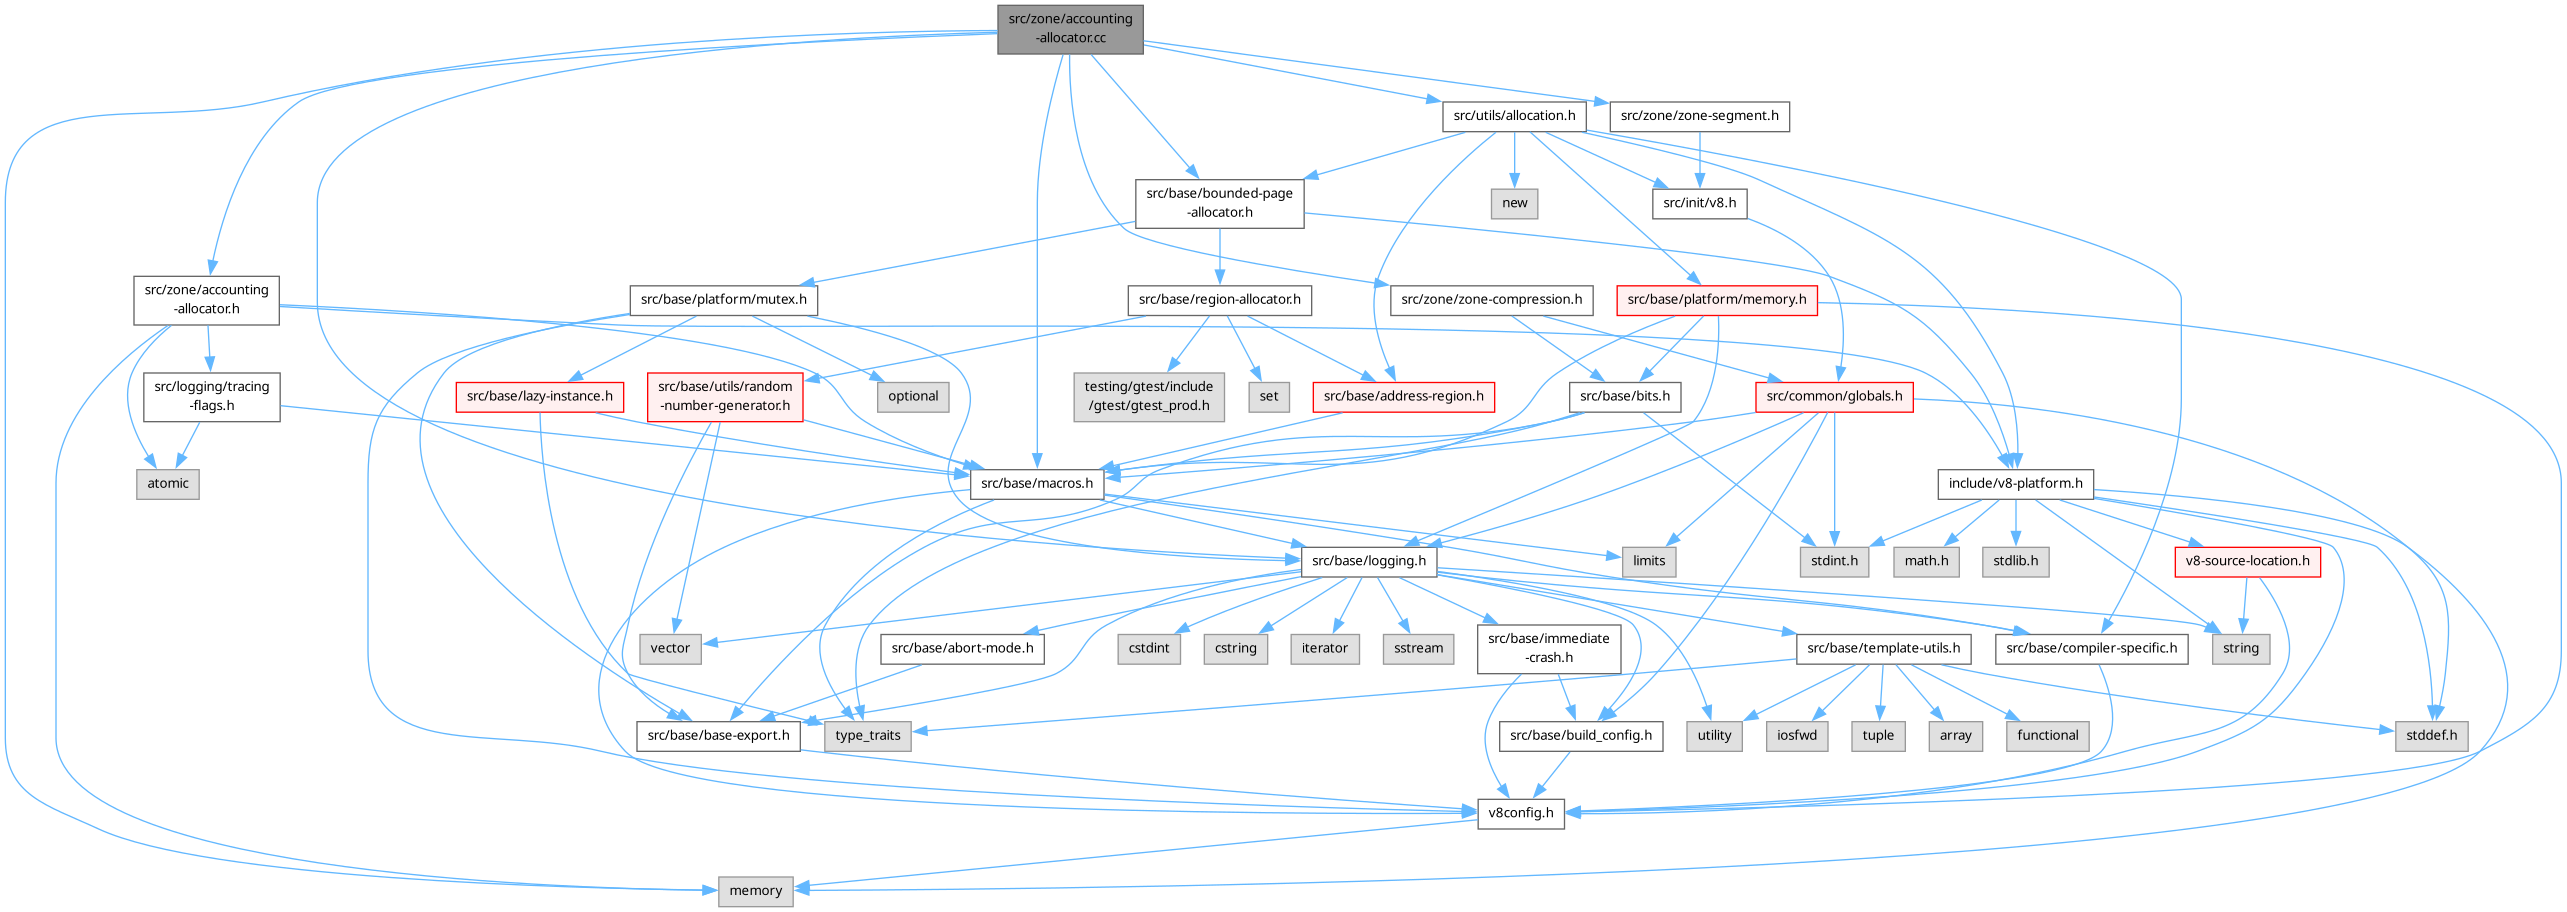 src/zone/accounting
-allocator.cc
src/utils/allocation.h
src/zone/zone-segment.h
src/base/bounded-page
-allocator.h
new
src/init/v8.h
src/zone/accounting
-allocator.h
src/base/platform/mutex.h
src/base/region-allocator.h
src/zone/zone-compression.h
src/base/platform/memory.h
src/logging/tracing
-flags.h
src/base/lazy-instance.h
src/base/utils/random
-number-generator.h
optional
testing/gtest/include
/gtest/gtest_prod.h
set
src/base/address-region.h
src/base/bits.h
src/common/globals.h
atomic
src/base/macros.h
include/v8-platform.h
src/base/logging.h
limits
stdint.h
math.h
stdlib.h
v8-source-location.h
vector
src/base/abort-mode.h
cstdint
cstring
iterator
sstream
src/base/immediate
-crash.h
src/base/template-utils.h
src/base/compiler-specific.h
string
src/base/base-export.h
type_traits
src/base/build_config.h
utility
iosfwd
tuple
array
functional
stddef.h
v8config.h
memory